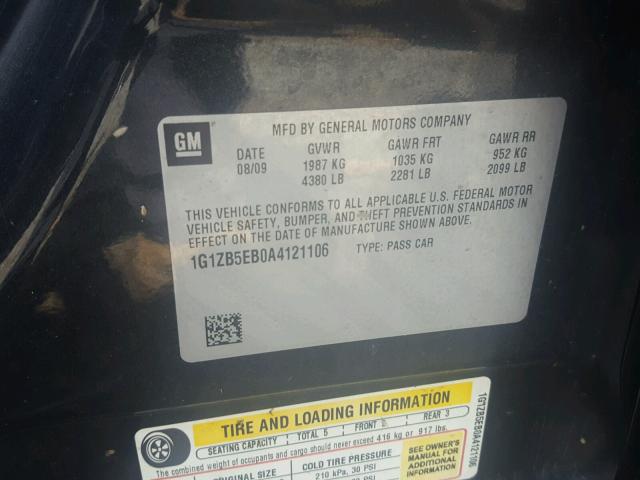 GM
MFD BY GENERAL MOTORS COMPANY
DATE GVWR GAWR FRT GAWR RR
08/09 1987 KG 1035 KG 952 KG
4380 LB 2281 LB 2099 LB
THIS VEHICLE CONFORMS TO ALL APPLICABLE U.S. FEDERAL MOTOR
VEHICLE SAFETY, BUMPER, AND THEFT PREVENTION STANDARDS IN
EFFECT ON THE DATE OF MANUFACTURE SHOWN ABOVE.
1G1ZB5EB0A4121106 TYPE: PASS CAR
TIRE AND LOADING INFORMATION
SEATING CAPACITY TOTAL 5 FRONT 2 REAR 3
The combined weight of occupants and cargo should never exceed 416 kg or 917 lbs.
ORIGINAL SIZE COLD TIRE PRESSURE
210 kPa, 30 PSI
SEE OWNER'S
MANUAL FOR
ADDITIONAL
INFORMATION
1G1ZB5EB0A4121106